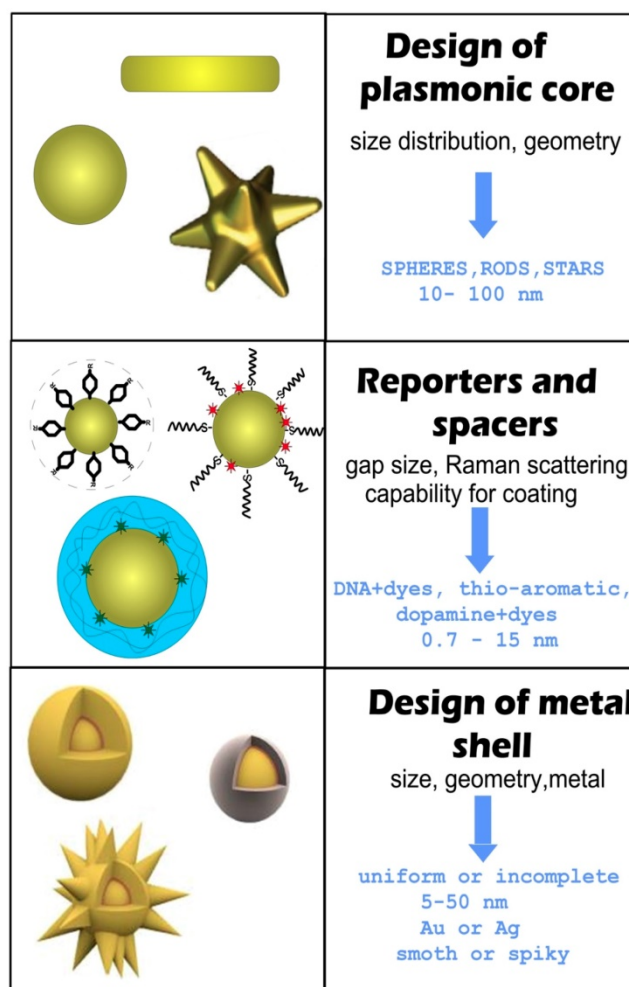 Design of
plasmonic core
size distribution, geometry
SPHERES,RODS,STARS
10- 100 nm
R
R
R
R
R
R
R
R
S
S
S
S
S
S
S
S
Reporters and
spacers
gap size, Raman scattering
capability for coating
DNA+dyes, thio-aromatic,
dopamine+dyes
0.7 - 15 nm
Design of metal
shell
size, geometry,metal
uniform or incomplete
5-50 nm
Au or Ag
smoth or spiky